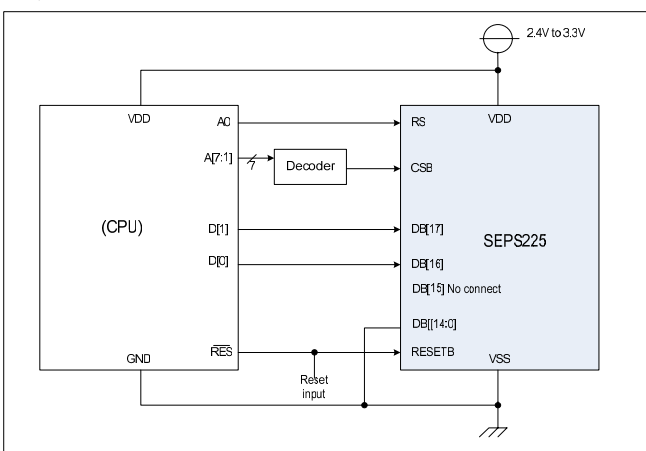 2.4V to 3.3V
VDD
VDD
A0
RS
A[7:1]
7
Decoder
CSB
(CPU)
D[1]
DB[17]
SEPS225
D[0]
DB[16]
DB[15] No connect
DB[[14:0]
GND
RES
RESETB
VSS
Reset
input